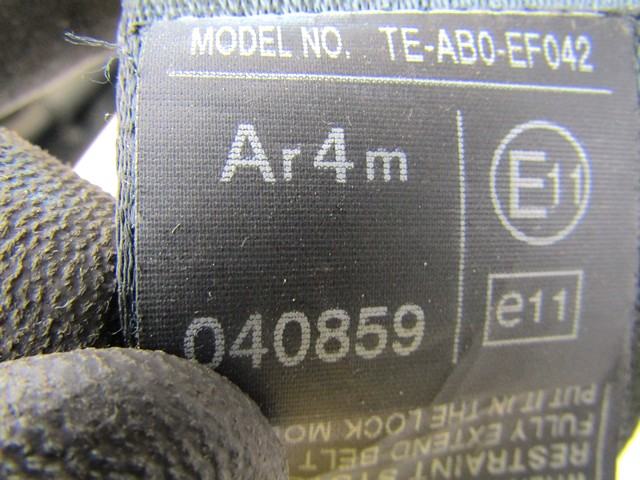 MODEL NO. TE-AB0-EF042
Ar4m
E11
040859
e11
PUT IT IN THE LOCK
FULLY EXTEND BELT
RESTRAINT